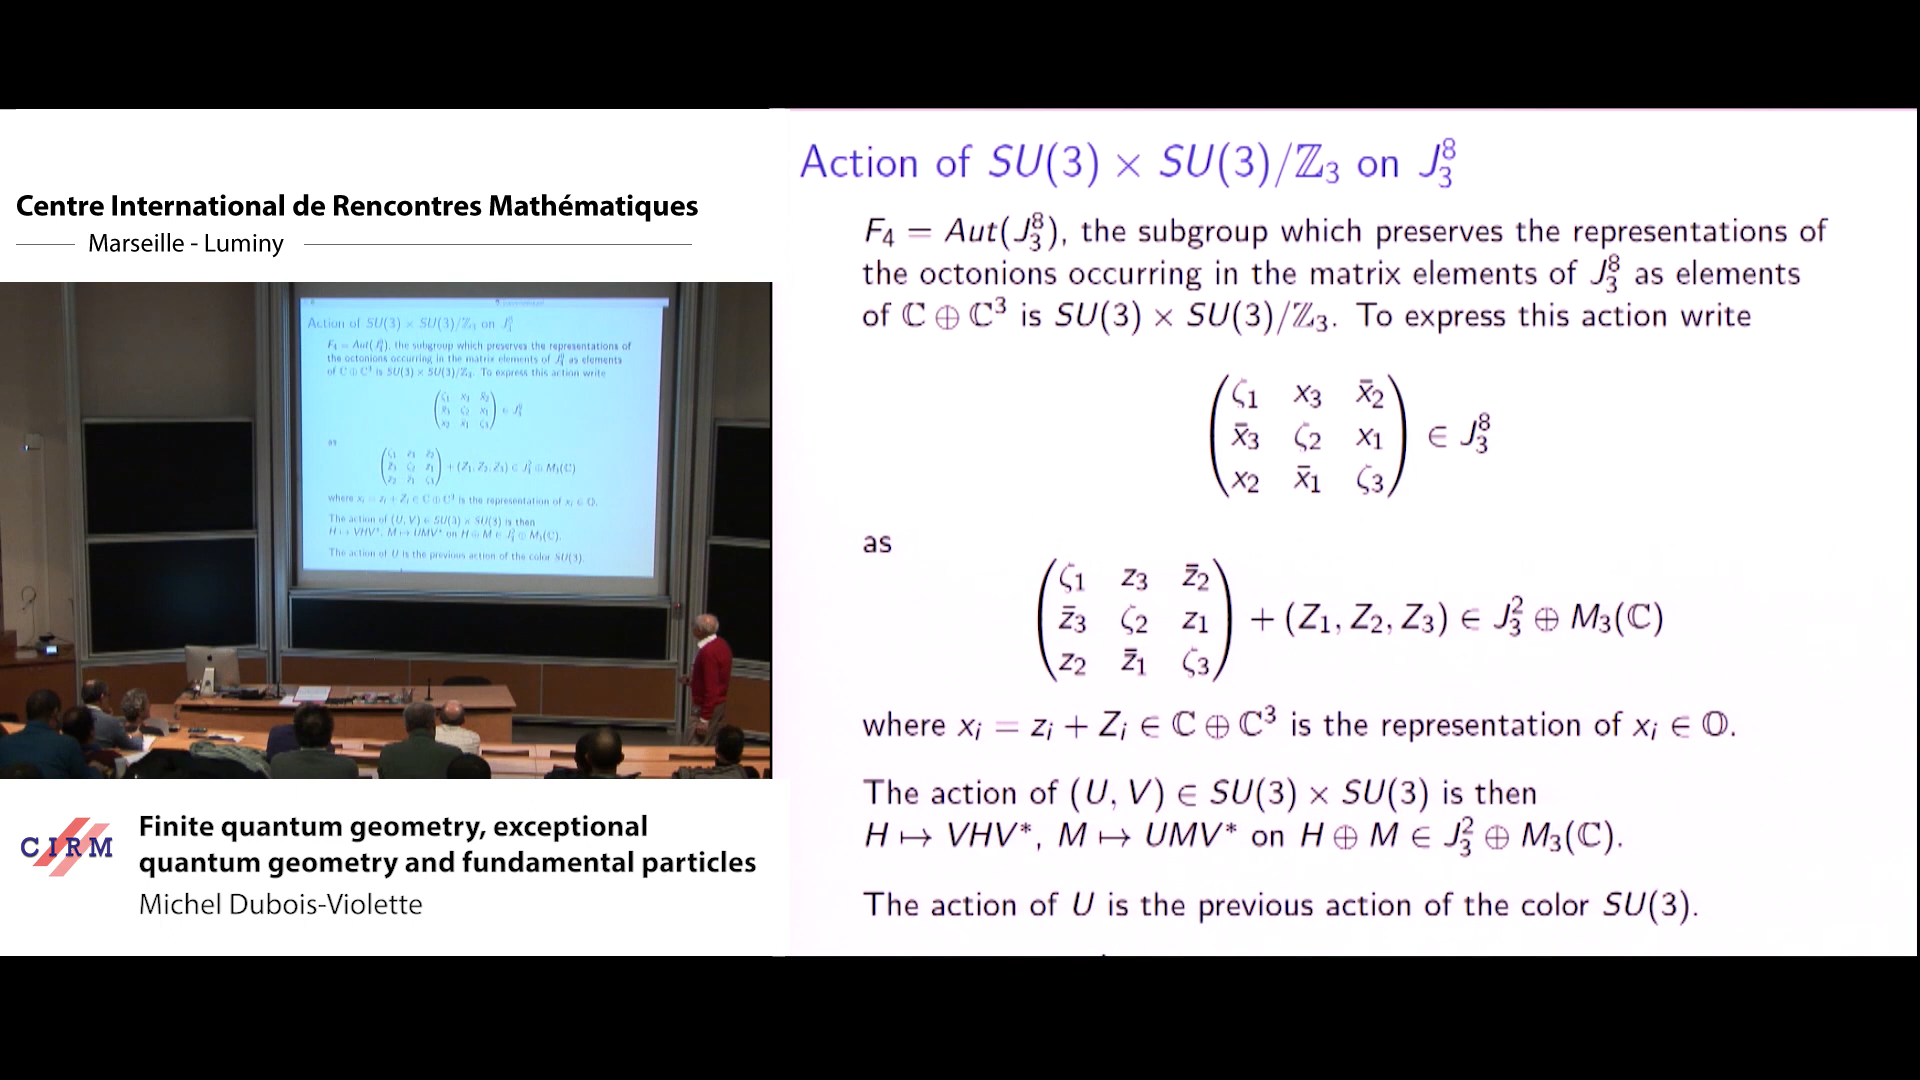 Centre International de Rencontres Mathématiques
Marseille - Luminy
CIRM
Finite quantum geometry, exceptional
quantum geometry and fundamental particles
Michel Dubois-Violette
Action of SU(3) × SU(3)/ℤ₃ on J₃⁸
F₄ = Aut(J₃⁸), the subgroup which preserves the representations of
the octonions occurring in the matrix elements of J₃⁸ as elements
of ℂ ⊕ ℂ³ is SU(3) × SU(3)/ℤ₃. To express this action write
ζ₁ x₃ x̄₂
x̄₃ ζ₂ x₁ ∈ J₃⁸
x₂ x̄₁ ζ₃
as
ζ₁ z₃ z̄₂
z̄₃ ζ₂ z₁ + (Z₁, Z₂, Z₃) ∈ J₃² ⊕ M₃(ℂ)
z₂ z̄₁ ζ₃
where xᵢ = zᵢ + Zᵢ ∈ ℂ ⊕ ℂ³ is the representation of xᵢ ∈ 𝕆.
The action of (U, V) ∈ SU(3) × SU(3) is then
H ↦ VHV*, M ↦ UMV* on H ⊕ M ∈ J₃² ⊕ M₃(ℂ).
The action of U is the previous action of the color SU(3).